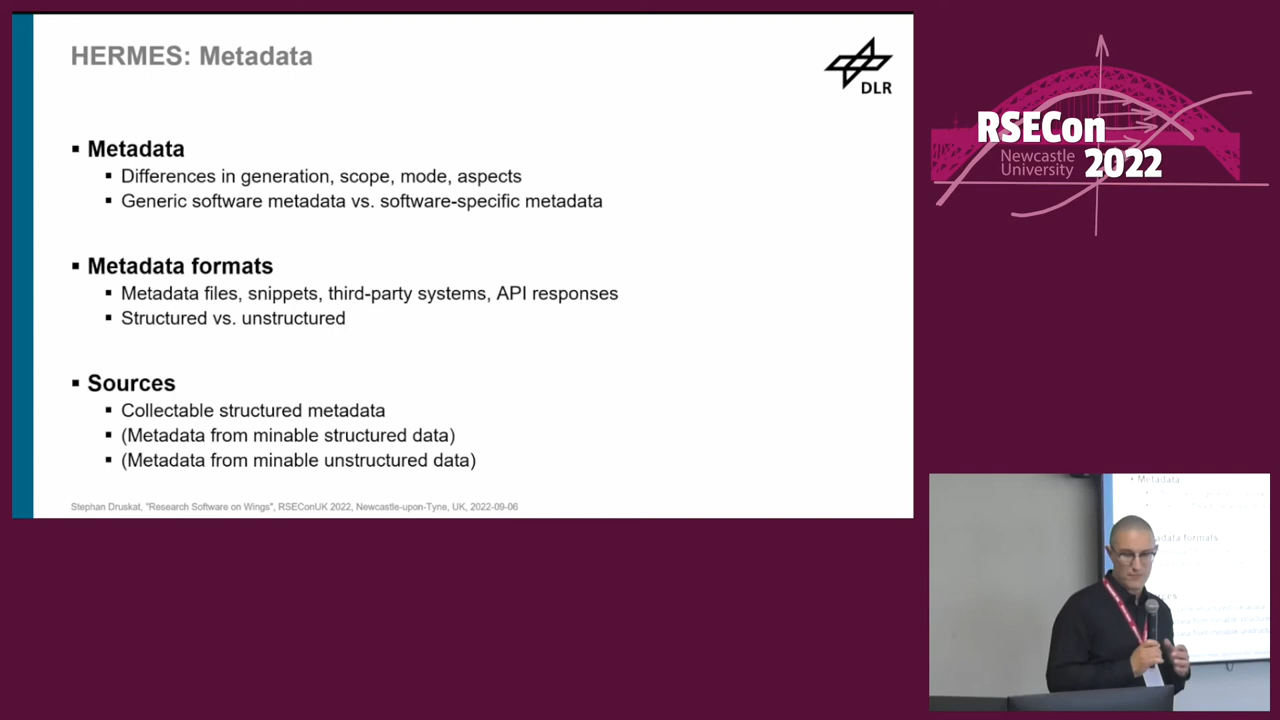 HERMES: Metadata
DLR
Metadata
Differences in generation, scope, mode, aspects
Generic software metadata vs. software-specific metadata
Metadata formats
Metadata files, snippets, third-party systems, API responses
Structured vs. unstructured
Sources
Collectable structured metadata
(Metadata from minable structured data)
(Metadata from minable unstructured data)
Stephan Druskat, "Research Software on Wings", RSEConUK 2022, Newcastle-upon-Tyne, UK, 2022-09-06
RSECon
Newcastle
University 2022
Metadata